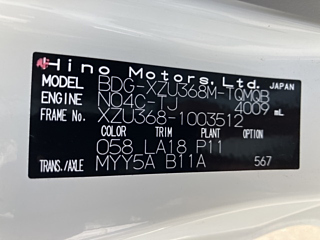 Hino Motors, Ltd. JAPAN
MODEL BDG-XZU368M-TQMQB
ENGINE N04C-TJ 4009 mL
FRAME No. XZU368-1003512
COLOR TRIM PLANT OPTION
058 LA18 P11
TRANS./AXLE MYY5A B11A 567